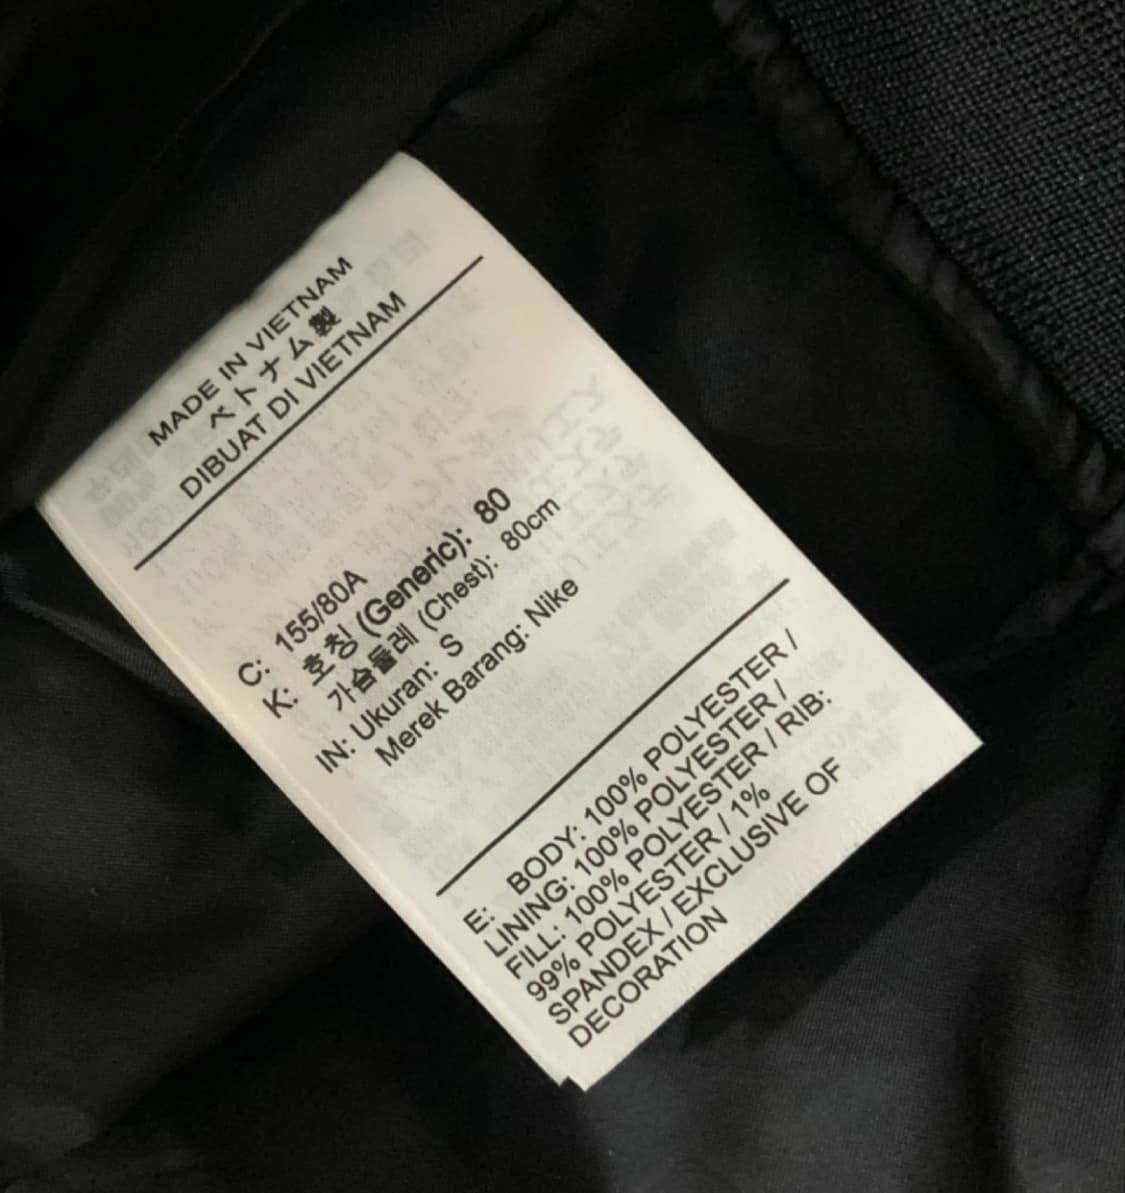 MADE IN VIETNAM
ベトナム製
DIBUAT DI VIETNAM
C: 155/80A
K: 호칭 (Generic): 80
가슴둘레 (Chest): 80cm
IN: Ukuran: S
Merek Barang: Nike
E: BODY: 100% POLYESTER /
LINING: 100% POLYESTER /
FILL: 100% POLYESTER / RIB:
99% POLYESTER / 1%
SPANDEX / EXCLUSIVE OF
DECORATION